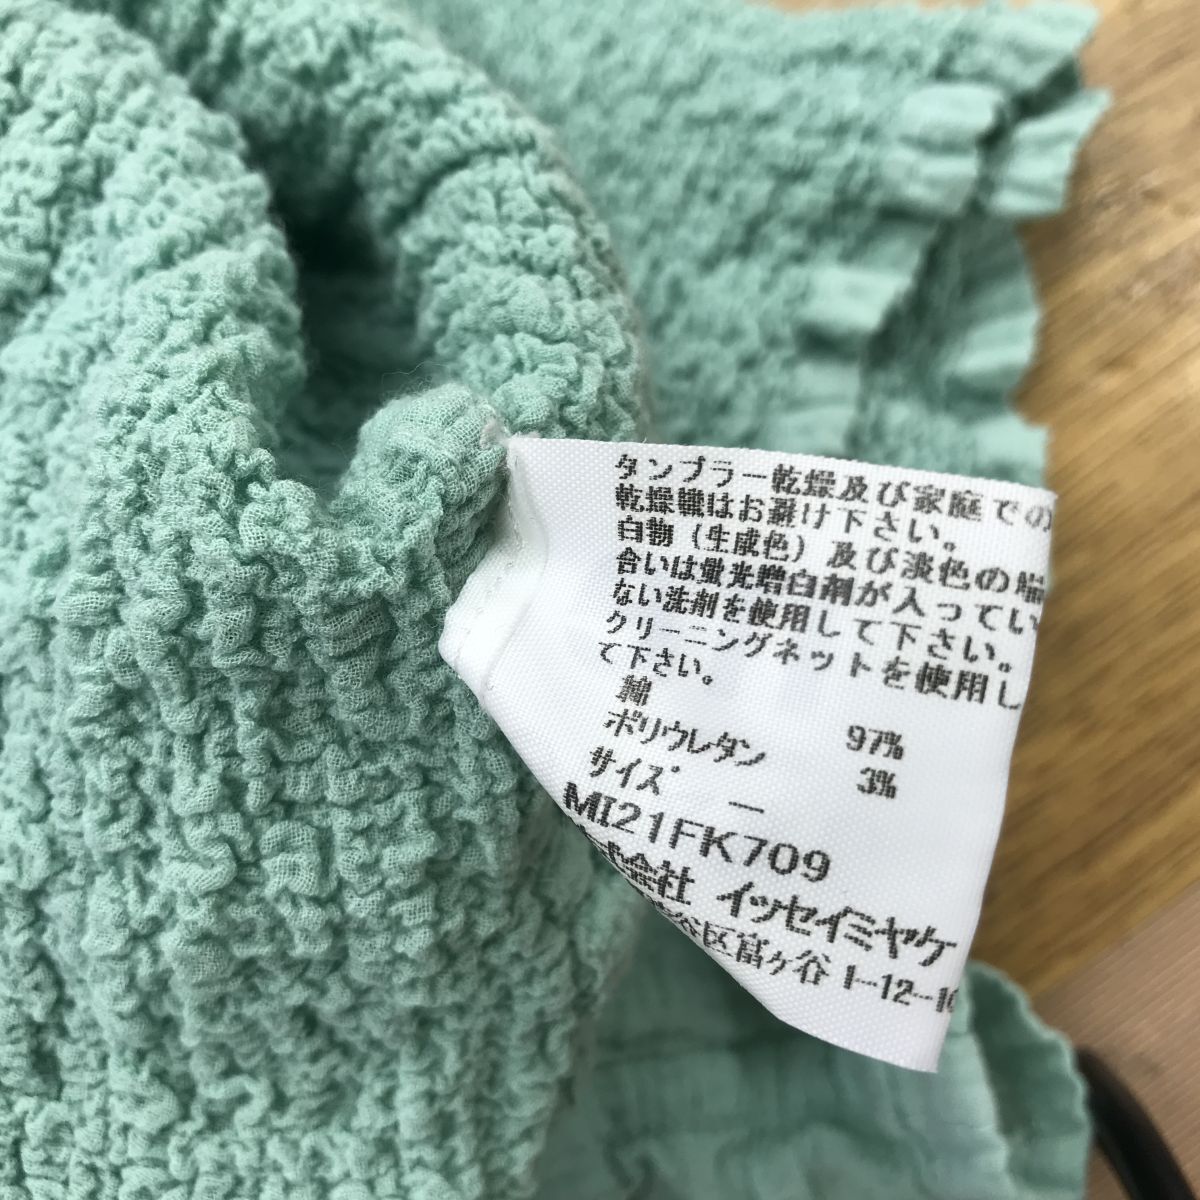 タンブラー乾燥及び家庭での
乾燥機はお避け下さい。
白物（生成色）及び淡色の場
合いは蛍光増白剤が入ってい
ない洗剤を使用して下さい。
クリーニングネットを使用し
て下さい。
綿 97%
ポリウレタン 3%
サイズ －
MI21FK709
式会社 イッセイミヤケ
谷区富ヶ谷 1-12-10